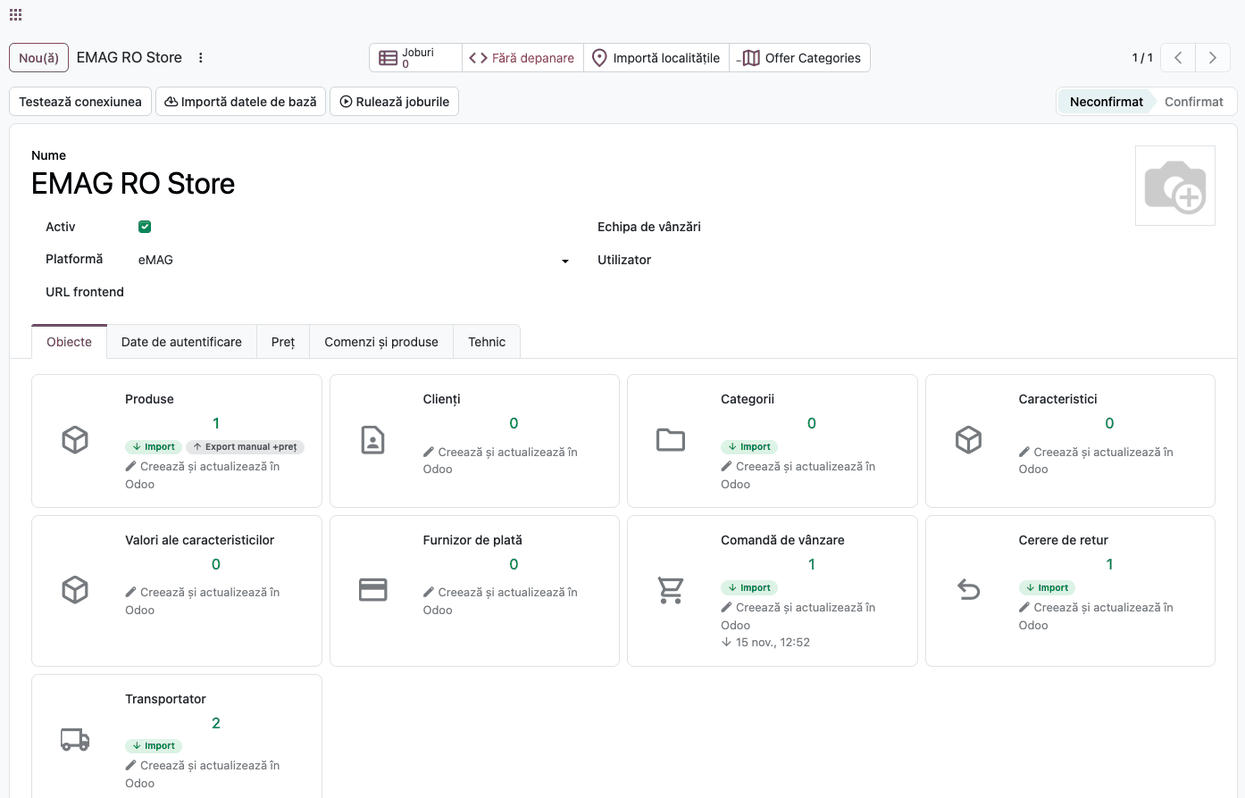 Nou(ă)
EMAG RO Store
Joburi
0
Fără depanare
Importă localitățile
Offer Categories
1 / 1
Testează conexiunea
Importă datele de bază
Rulează joburile
Neconfirmat
Confirmat
Nume
EMAG RO Store
Activ
Echipa de vânzări
Platformă
eMAG
Utilizator
URL frontend
Obiecte
Date de autentificare
Preț
Comenzi și produse
Tehnic
Produse
1
Import
Export manual +preț
Creează și actualizează în
Odoo
Clienți
0
Creează și actualizează în
Odoo
Categorii
0
Import
Creează și actualizează în
Odoo
Caracteristici
0
Creează și actualizează în
Odoo
Valori ale caracteristicilor
0
Creează și actualizează în
Odoo
Furnizor de plată
0
Creează și actualizează în
Odoo
Comandă de vânzare
1
Import
Creează și actualizează în
Odoo
15 nov., 12:52
Cerere de retur
1
Import
Creează și actualizează în
Odoo
Transportator
2
Import
Creează și actualizează în
Odoo